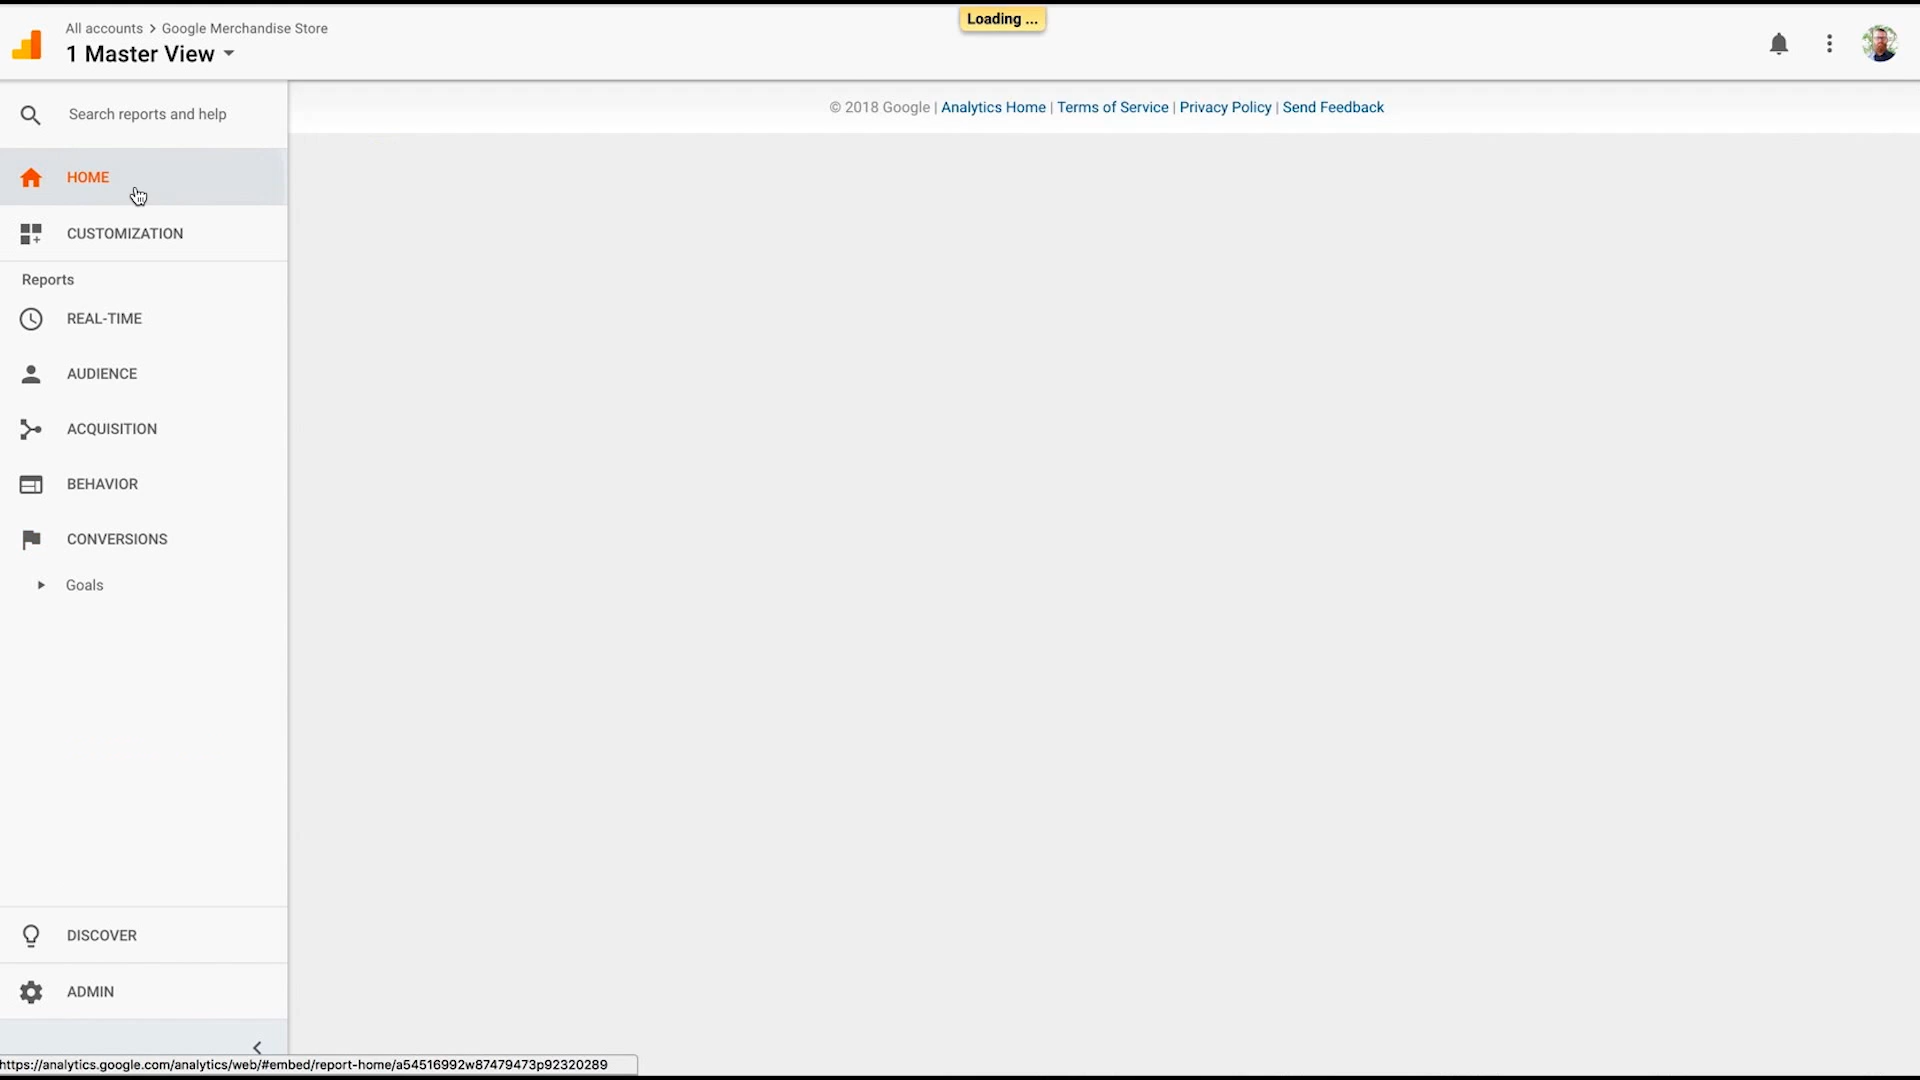 All accounts > Google Merchandise Store
1 Master View
Loading ...
Search reports and help
© 2018 Google | Analytics Home | Terms of Service | Privacy Policy | Send Feedback
HOME
CUSTOMIZATION
Reports
REAL-TIME
AUDIENCE
ACQUISITION
BEHAVIOR
CONVERSIONS
Goals
DISCOVER
ADMIN
https://analytics.google.com/analytics/web/#embed/report-home/a54516992w87479473p92320289